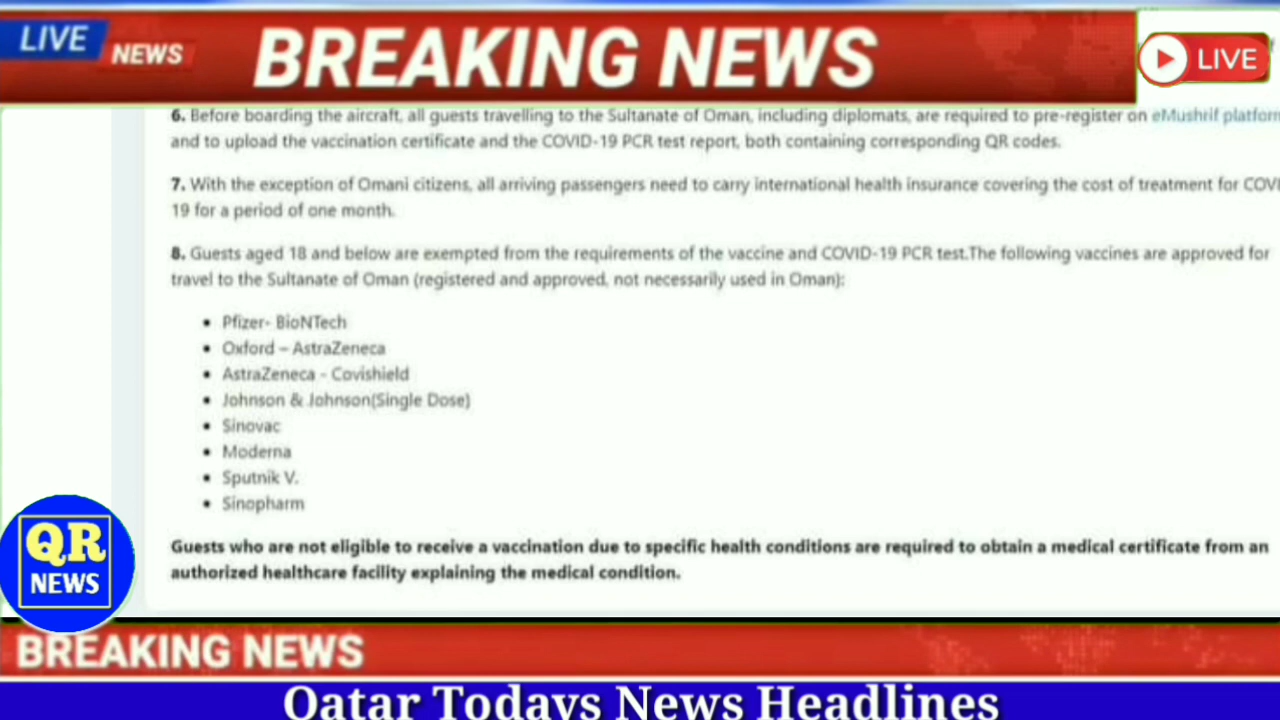 LIVE
NEWS
BREAKING NEWS
LIVE
6. Before boarding the aircraft, all guests travelling to the Sultanate of Oman, including diplomats, are required to pre-register on eMushrif
and to upload the vaccination certificate and the COVID-19 PCR test report, both containing corresponding QR codes.
7. With the exception of Omani citizens, all arriving passengers need to carry international health insurance covering the cost of treatment for
19 for a period of one month.
8. Guests aged 18 and below are exempted from the requirements of the vaccine and COVID-19 PCR test.The following vaccines are approved for
travel to the Sultanate of Oman (registered and approved, not necessarily used in Oman):
• Pfizer- BioNTech
• Oxford – AstraZeneca
• AstraZeneca - Covishield
• Johnson & Johnson(Single Dose)
• Sinovac
• Moderna
• Sputnik V.
• Sinopharm
Guests who are not eligible to receive a vaccination due to specific health conditions are required to obtain a medical certificate from an
authorized healthcare facility explaining the medical condition.
QR
NEWS
BREAKING NEWS
Qatar Todays News Headlines